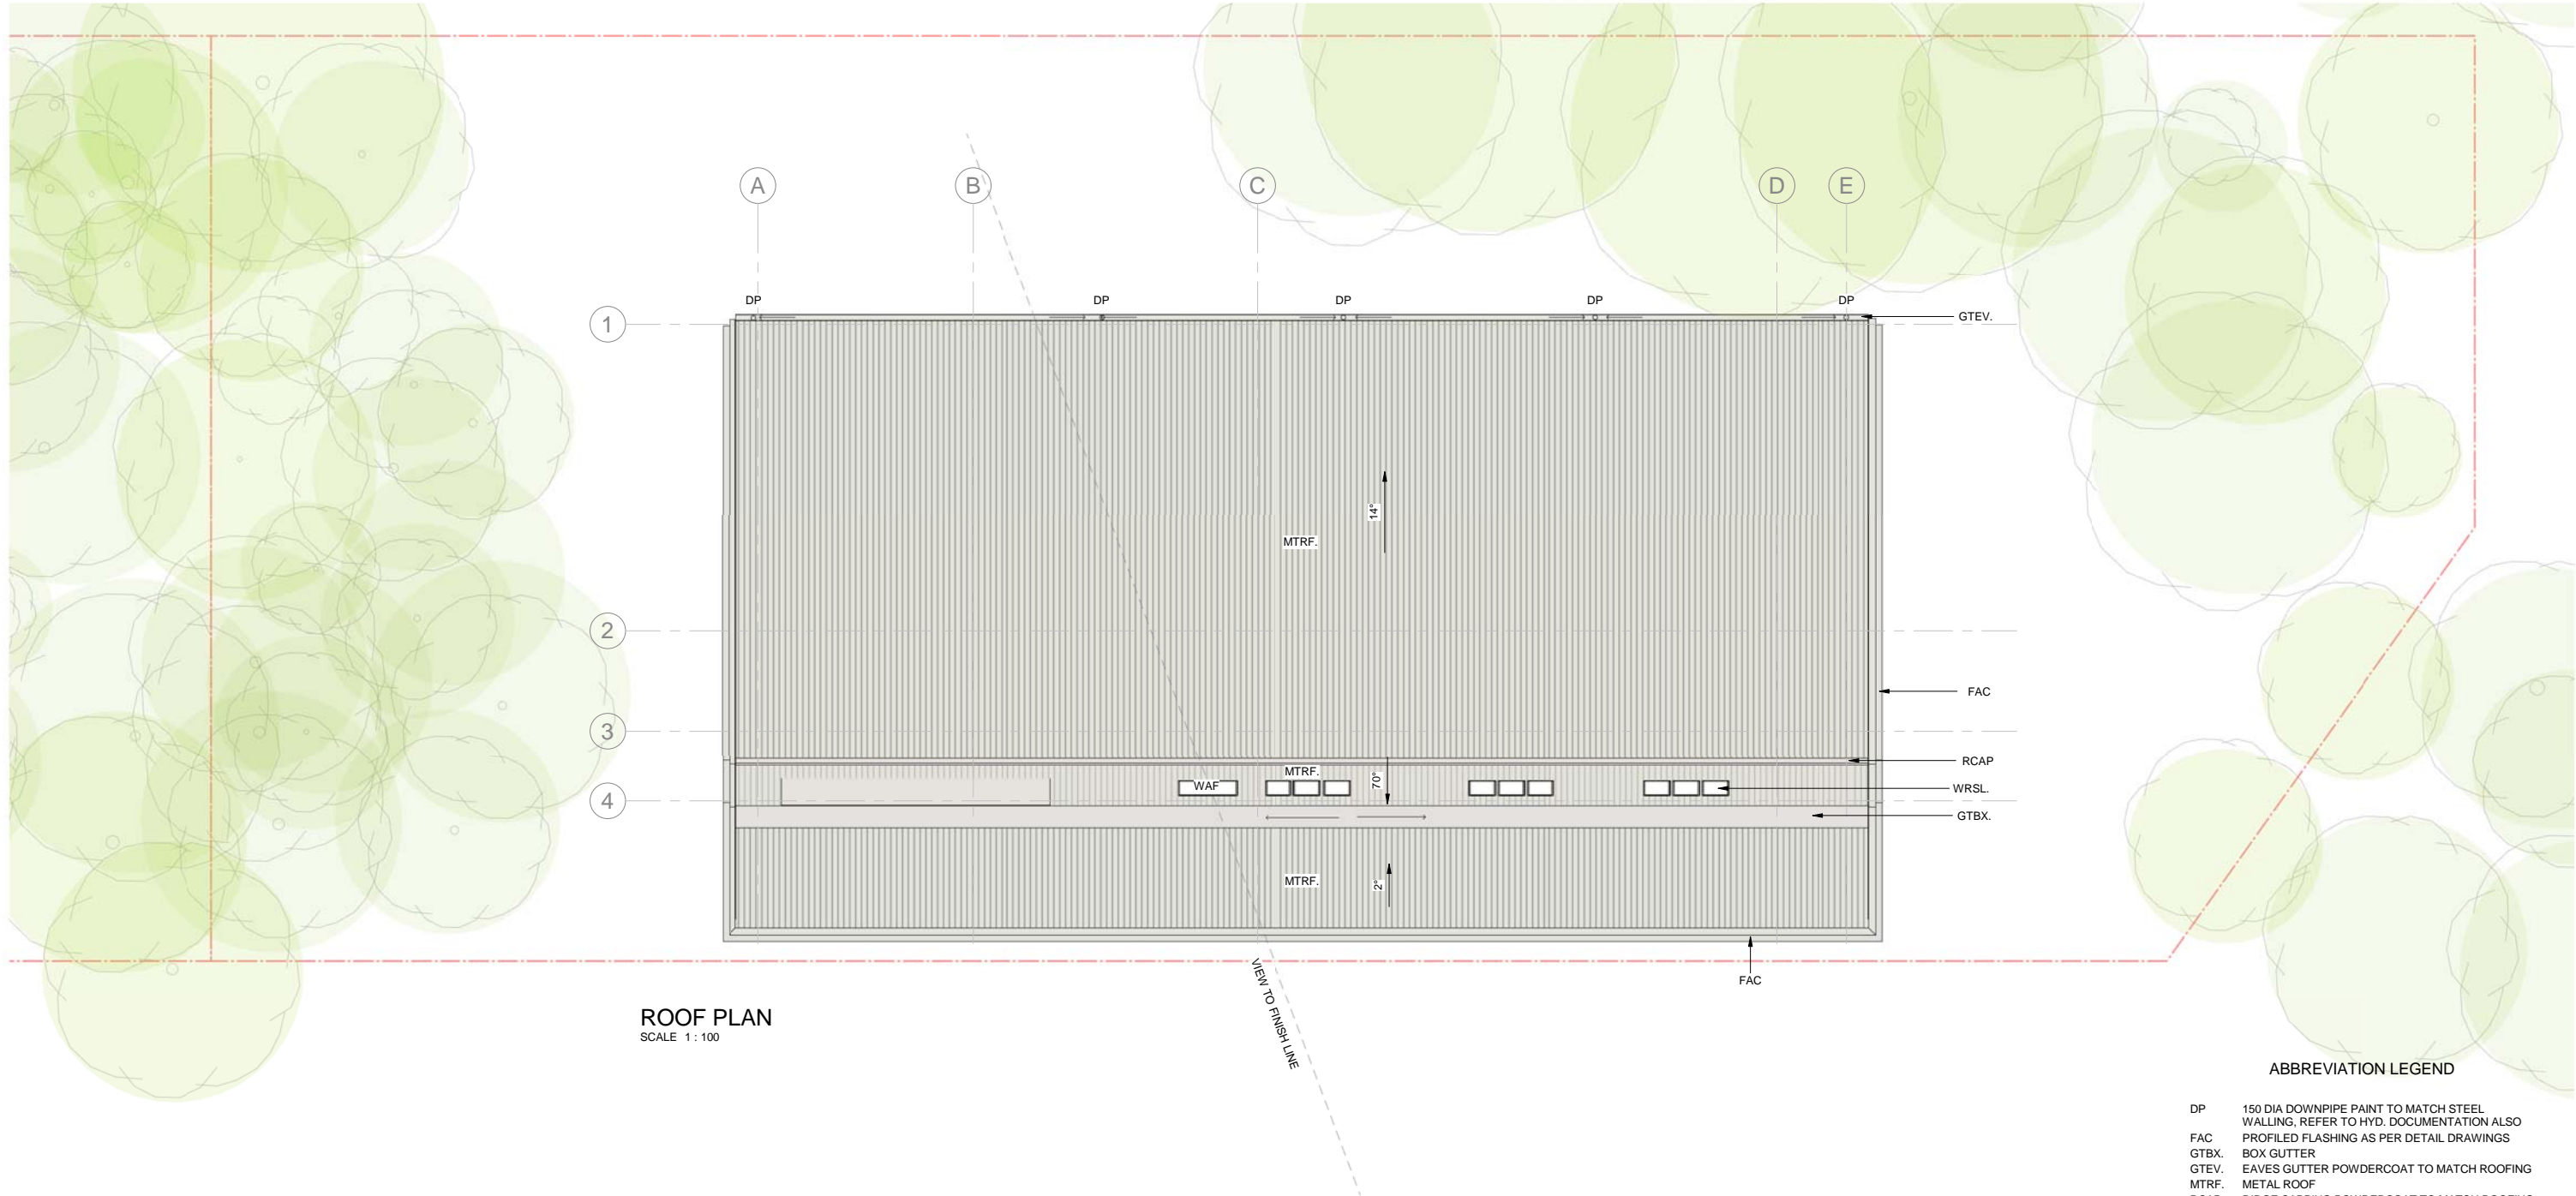 A B C D E
DP DP DP DP DP
1
GTEV.
14°
MTRF.
2
FAC
3
RCAP
MTRF.
70°
WAF
WRSL.
4
GTBX.
MTRF.
2°
FAC
VIEW TO FINISH LINE
ROOF PLAN
SCALE 1 : 100
ABBREVIATION LEGEND
DP 150 DIA DOWNPIPE PAINT TO MATCH STEEL
WALLING, REFER TO HYD. DOCUMENTATION ALSO
FAC PROFILED FLASHING AS PER DETAIL DRAWINGS
GTBX. BOX GUTTER
GTEV. EAVES GUTTER POWDERCOAT TO MATCH ROOFING
MTRF. METAL ROOF